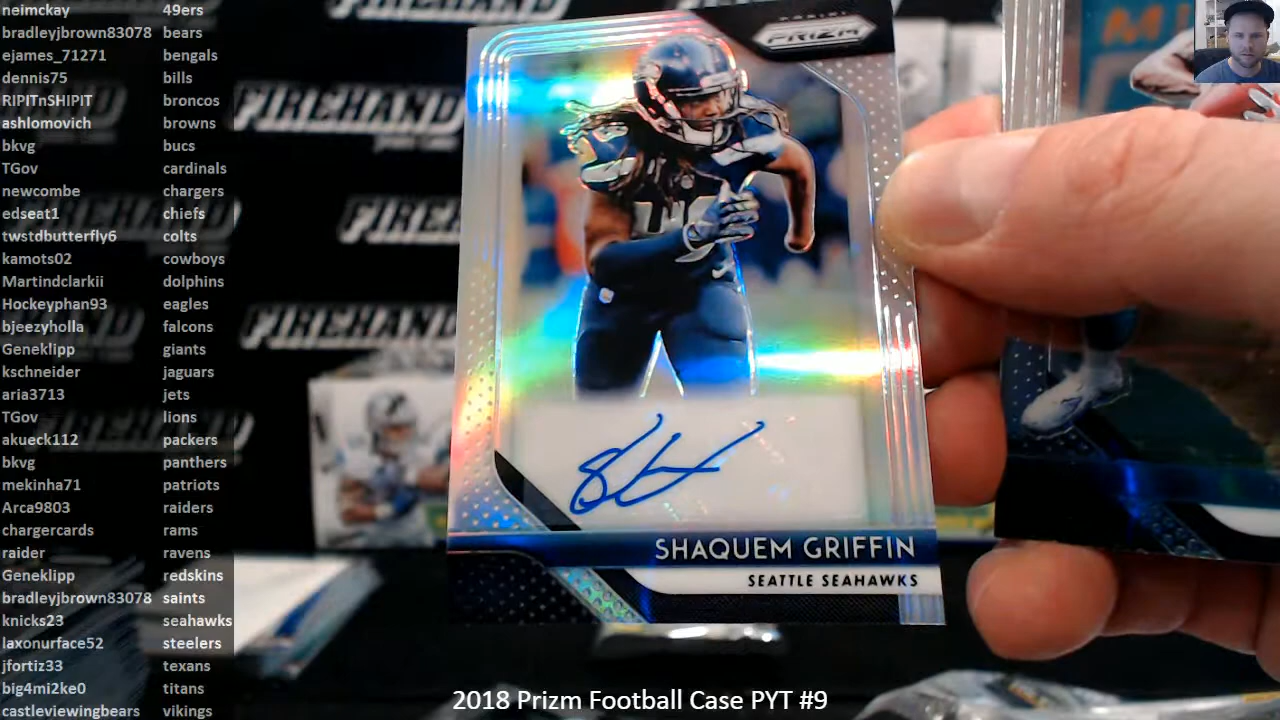 neimckay 49ers
bradleyjbrown83078 bears
ejames_71271 bengals
dennis75 bills
RIPITnSHIPIT broncos
ashlomovich browns
bkvg bucs
TGov cardinals
newcombe chargers
edseat1 chiefs
twstdbutterfly6 colts
kamots02 cowboys
Martindclarkii dolphins
Hockeyphan93 eagles
bjeezyholla falcons
Geneklipp giants
kschneider jaguars
aria3713 jets
TGov lions
akueck112 packers
bkvg panthers
mekinha71 patriots
Arca9803 raiders
chargercards rams
raider ravens
Geneklipp redskins
bradleyjbrown83078 saints
knicks23 seahawks
laxonurface52 steelers
jfortiz33 texans
big4mi2ke0 titans
castleviewingbears vikings
FIREHAND
FIREHAND
FIREHAND
PANINI
PRIZM
49
SHAQUEM GRIFFIN
SEATTLE SEAHAWKS
2018 Prizm Football Case PYT #9